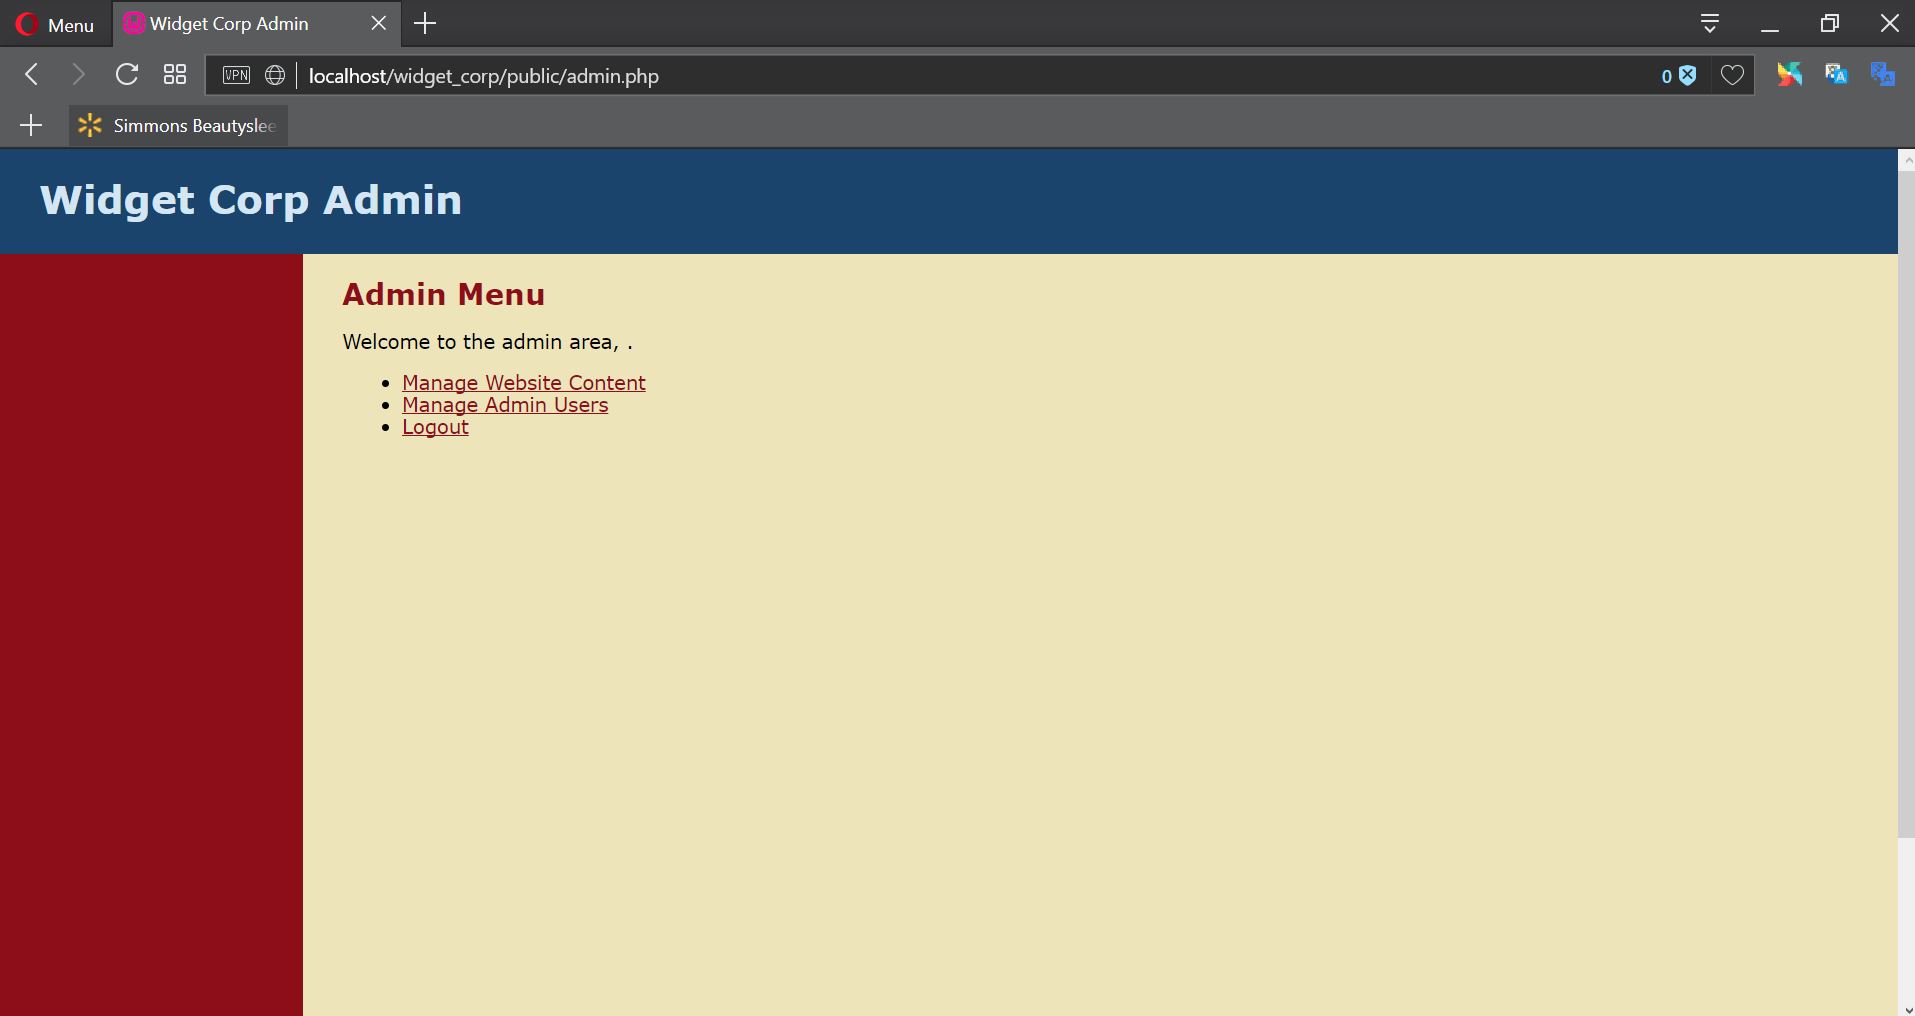 Menu
Widget Corp Admin
VPN
localhost/widget_corp/public/admin.php
0
Simmons Beautyslee
Widget Corp Admin
Admin Menu
Welcome to the admin area, .
Manage Website Content
Manage Admin Users
Logout